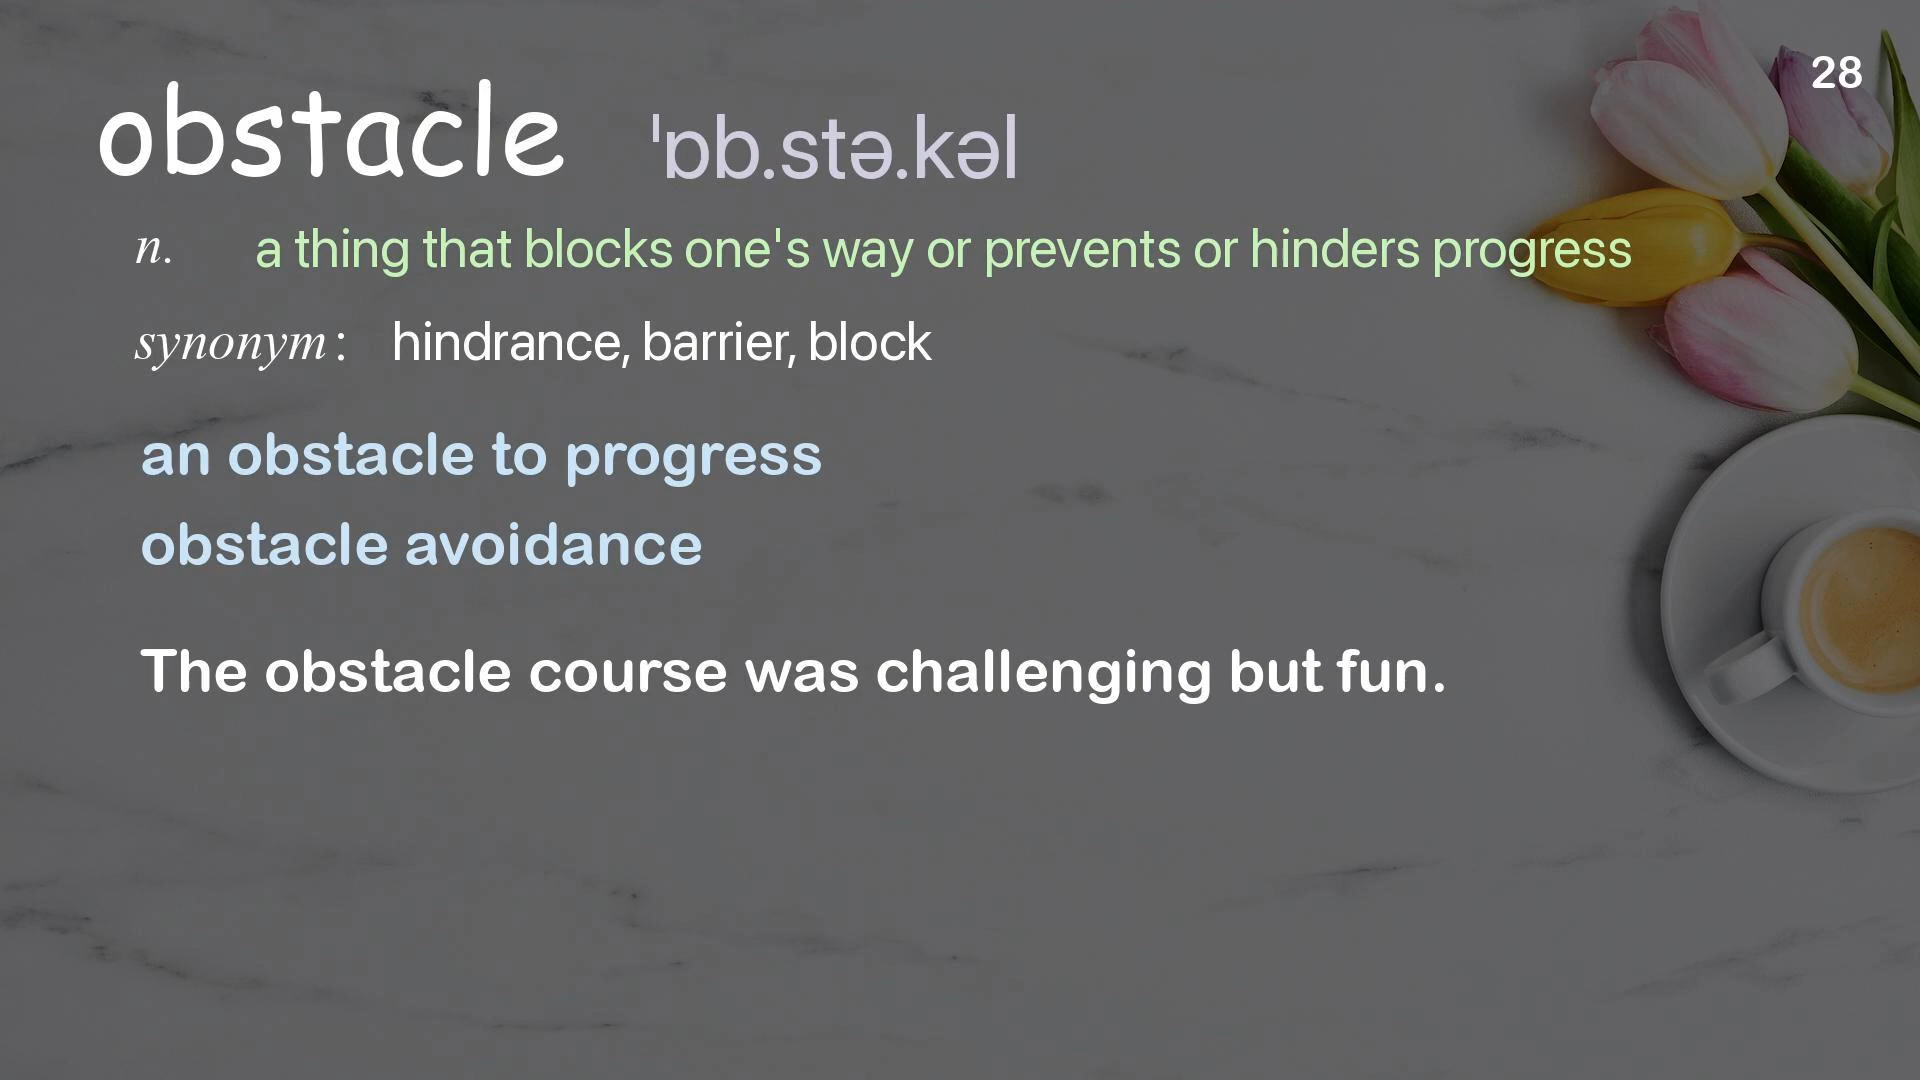 28
obstacle ˈɒb.stə.kəl
n. a thing that blocks one's way or prevents or hinders progress
synonym: hindrance, barrier, block
an obstacle to progress
obstacle avoidance
The obstacle course was challenging but fun.